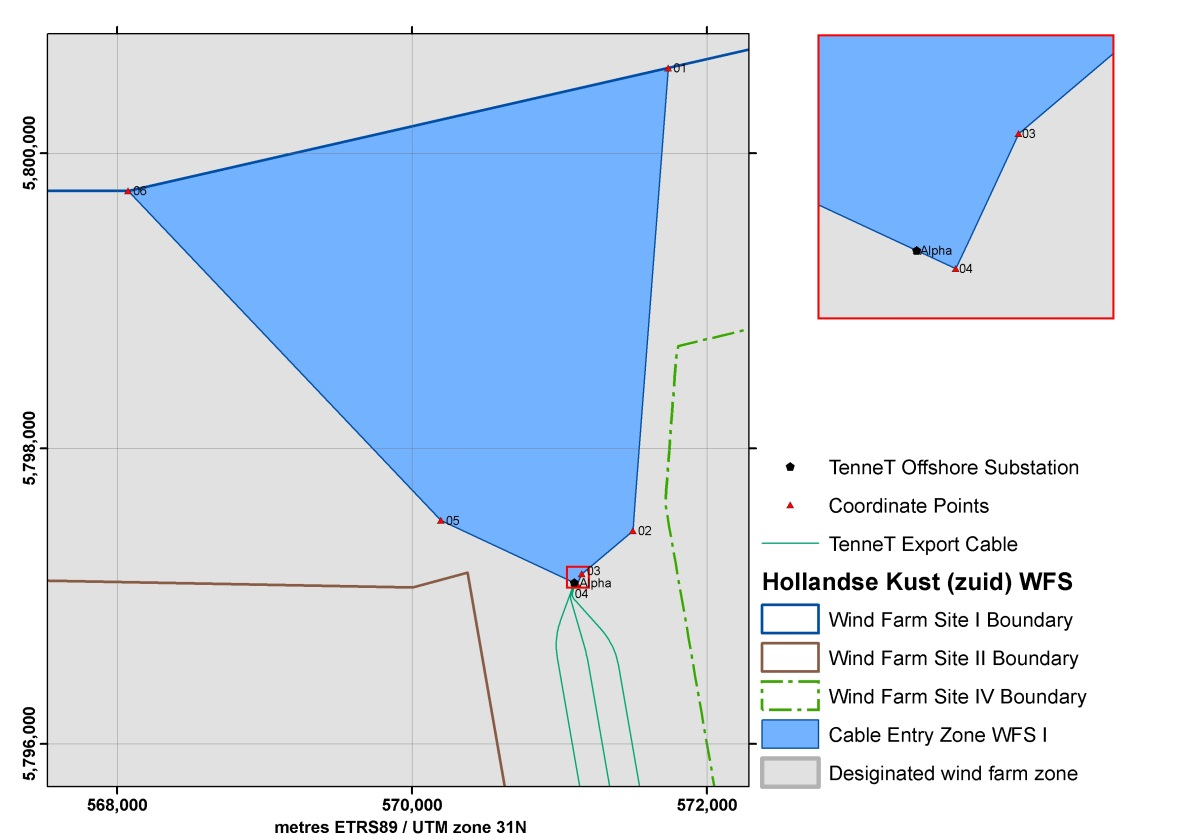 01
06
05
02
03
Alpha
04
5,800,000
5,798,000
5,796,000
568,000
570,000
572,000
metres ETRS89 / UTM zone 31N
03
Alpha
04
TenneT Offshore Substation
Coordinate Points
TenneT Export Cable
Hollandse Kust (zuid) WFS
Wind Farm Site I Boundary
Wind Farm Site II Boundary
Wind Farm Site IV Boundary
Cable Entry Zone WFS I
Desiginated wind farm zone